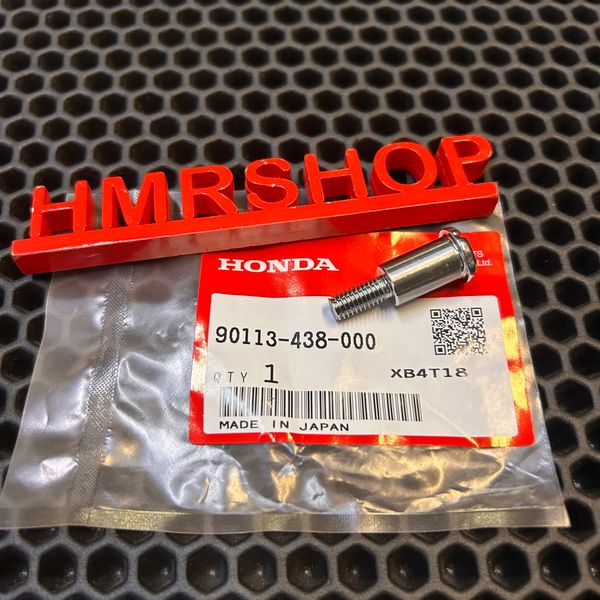 HMRSHOP
HONDA
90113-438-000
QTY 1
XB4T18
MADE IN JAPAN